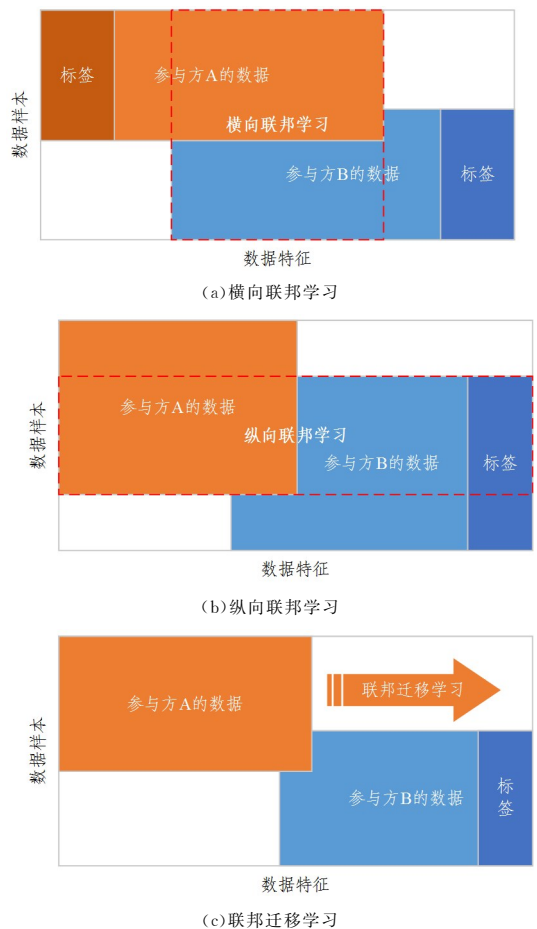 标签
参与方A的数据
横向联邦学习
参与方B的数据
标签
数据样本
数据特征
(a)横向联邦学习
参与方A的数据
纵向联邦学习
参与方B的数据
标签
数据样本
数据特征
(b)纵向联邦学习
联邦迁移学习
参与方A的数据
参与方B的数据
标签
数据样本
数据特征
(c)联邦迁移学习